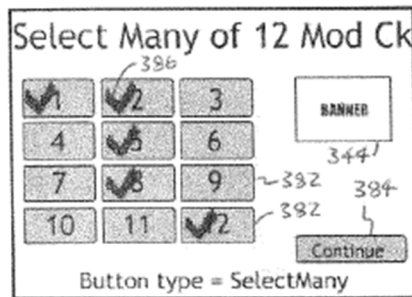 Select Many of 12 Mod Ck
386
1 2 3
BANNER
4 5 6
344
7 8 9 382 384
10 11 12 382
Continue
Button type = SelectMany